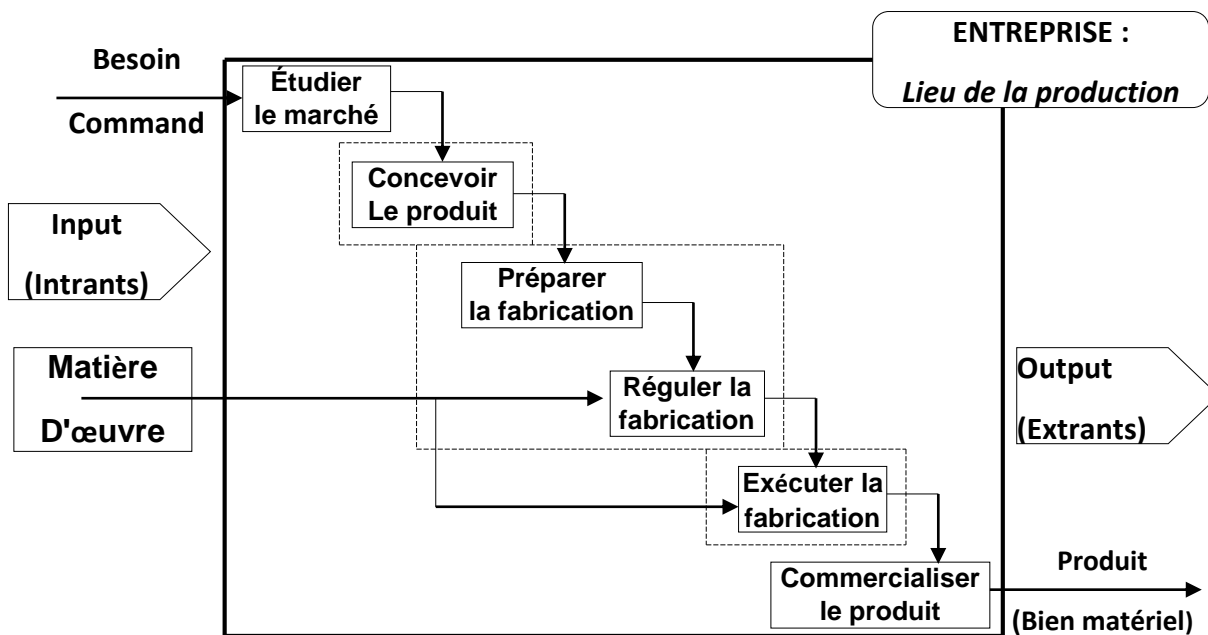 ENTREPRISE :
Lieu de la production
Besoin
Command
Étudier
le marché
Concevoir
Le produit
Input
(Intrants)
Préparer
la fabrication
Matière
D'œuvre
Réguler la
fabrication
Output
(Extrants)
Exécuter la
fabrication
Commercialiser
le produit
Produit
(Bien matériel)